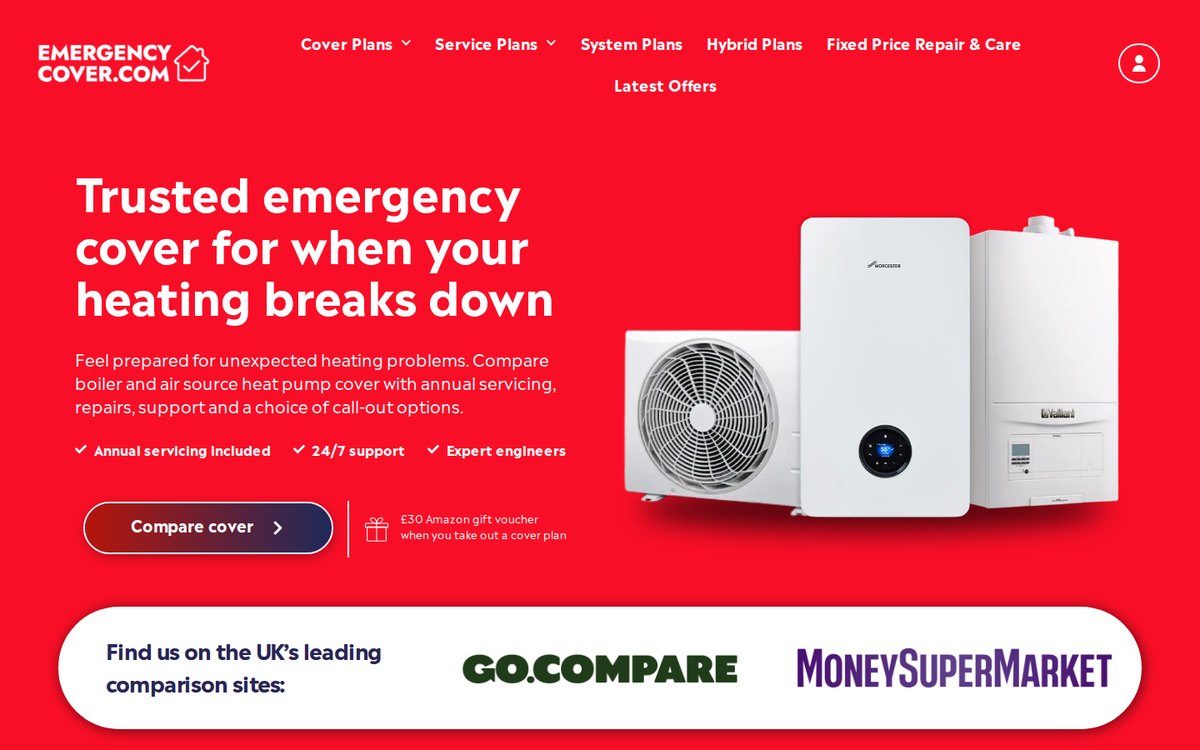 EMERGENCY
COVER.COM
Cover Plans
Service Plans
System Plans
Hybrid Plans
Fixed Price Repair & Care
Latest Offers
Trusted emergency
cover for when your
heating breaks down
Feel prepared for unexpected heating problems. Compare
boiler and air source heat pump cover with annual servicing,
repairs, support and a choice of call-out options.
Annual servicing included
24/7 support
Expert engineers
Compare cover
£30 Amazon gift voucher
when you take out a cover plan
WORCESTER
Vaillant
Find us on the UK's leading
comparison sites:
GO.COMPARE
MONEYSUPERMARKET